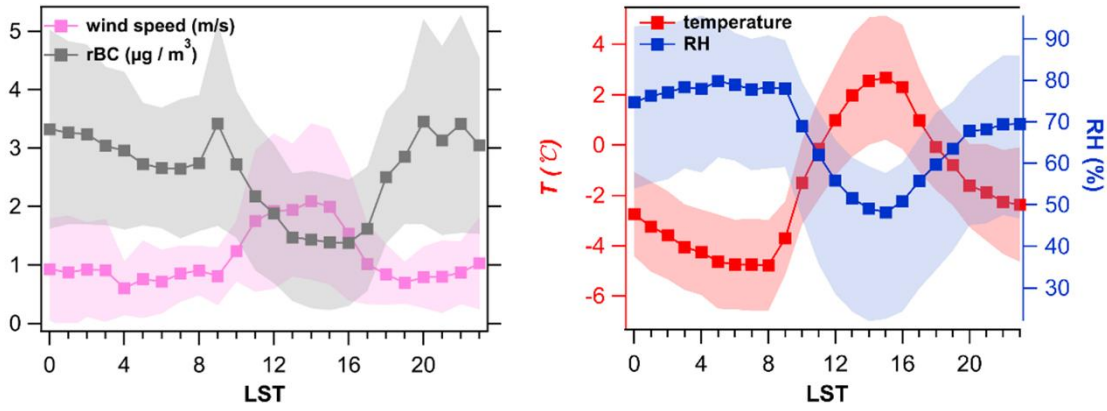 wind speed (m/s)
rBC (μg / m³)
5
4
3
2
1
0
0 4 8 12 16 20
LST
temperature
RH
T (℃)
4
2
0
-2
-4
-6
90
80
70
60
50
40
30
RH (%)
0 4 8 12 16 20
LST